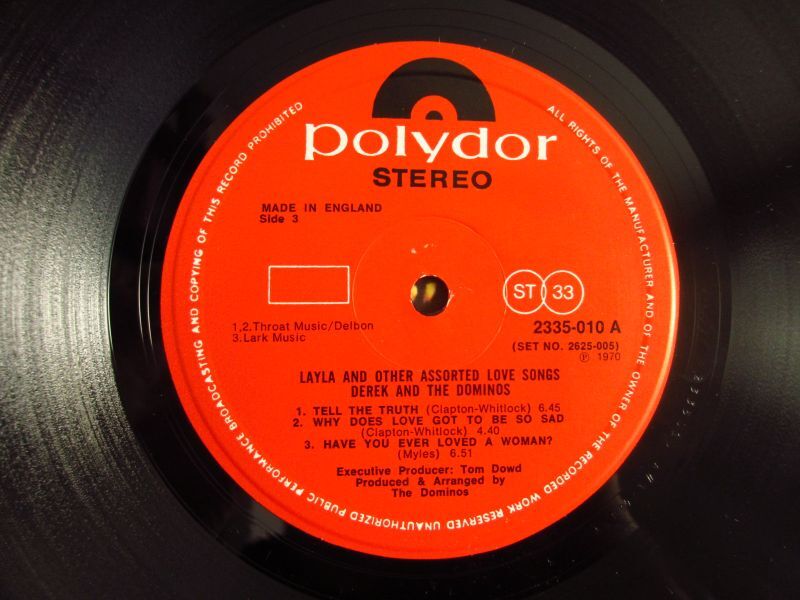 polydor
STEREO
MADE IN ENGLAND
Side 3
ST 33
1,2.Throat Music/Delbon
3.Lark Music
2335-010 A
(SET NO. 2625-005)
Ⓟ 1970
LAYLA AND OTHER ASSORTED LOVE SONGS
DEREK AND THE DOMINOS
1. TELL THE TRUTH (Clapton-Whitlock) 6.45
2. WHY DOES LOVE GOT TO BE SO SAD
(Clapton-Whitlock) 4.40
3. HAVE YOU EVER LOVED A WOMAN?
(Myles) 6.51
Executive Producer: Tom Dowd
Produced & Arranged by
The Dominos
ALL RIGHTS OF THE MANUFACTURER AND OF THE OWNER OF THE RECORDED WORK RESERVED UNAUTHORIZED PUBLIC PERFORMANCE BROADCASTING AND COPYING OF THIS RECORD PROHIBITED